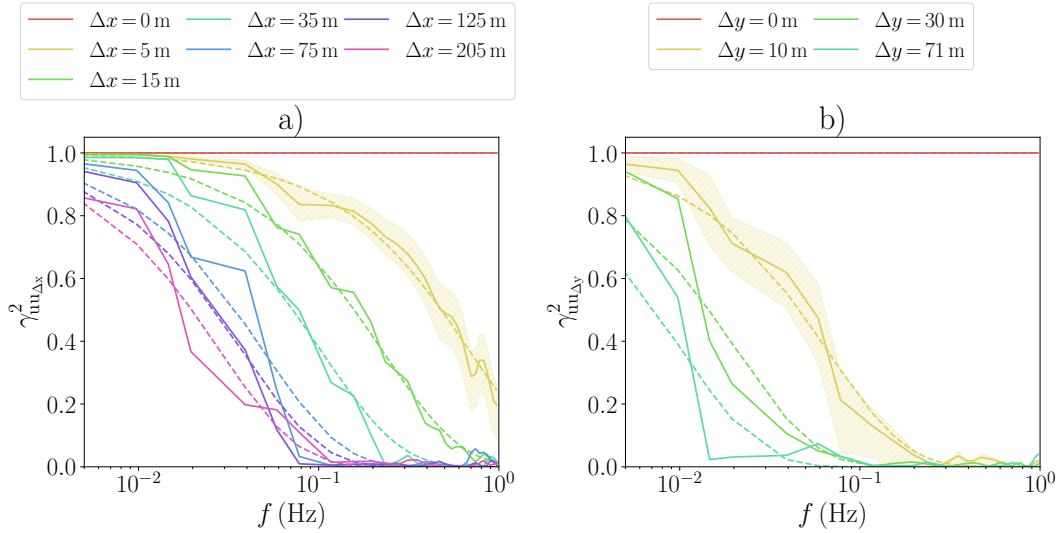 Δx = 0 m Δx = 35 m Δx = 125 m
Δx = 5 m Δx = 75 m Δx = 205 m
Δx = 15 m
Δy = 0 m Δy = 30 m
Δy = 10 m Δy = 71 m
a)
1.0
0.8
0.6
0.4
0.2
0.0
γ²uu_Δx
10⁻² 10⁻¹ 10⁰
f (Hz)
b)
1.0
0.8
0.6
0.4
0.2
0.0
γ²uu_Δy
10⁻² 10⁻¹ 10⁰
f (Hz)